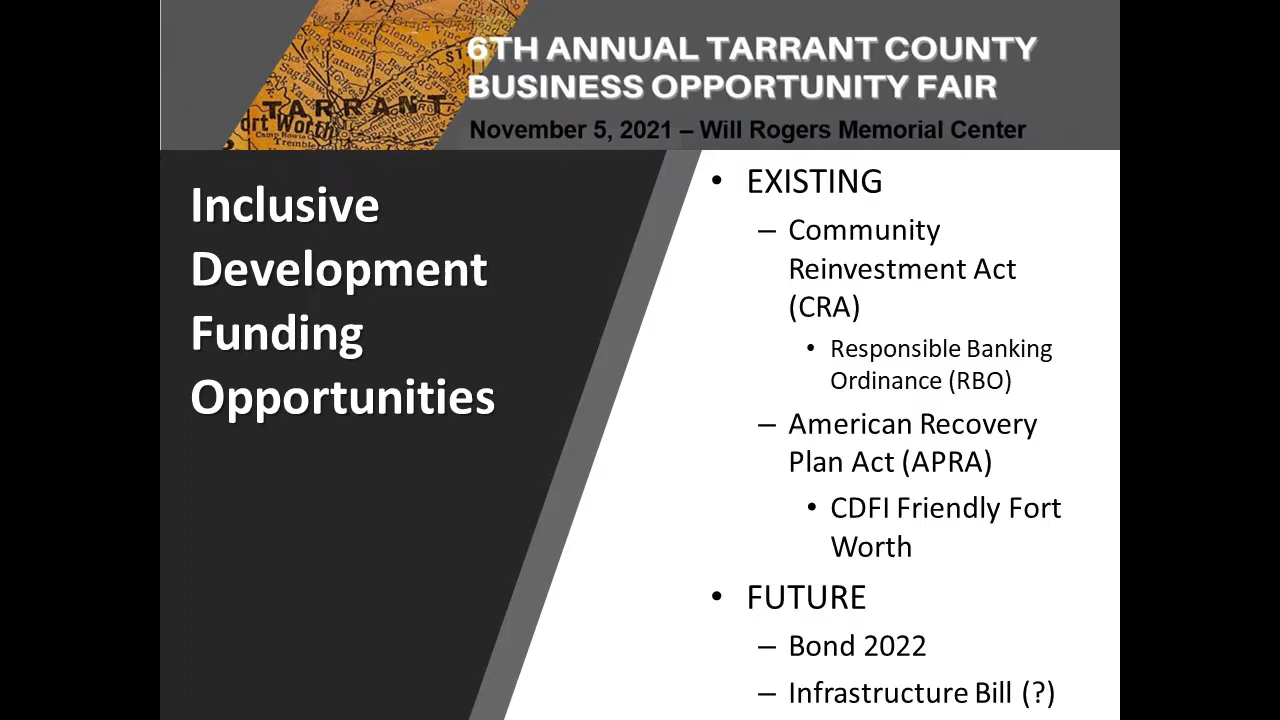 6TH ANNUAL TARRANT COUNTY
BUSINESS OPPORTUNITY FAIR
November 5, 2021 – Will Rogers Memorial Center
TARRANT
ort Worth
Inclusive
Development
Funding
Opportunities
• EXISTING
– Community
Reinvestment Act
(CRA)
• Responsible Banking
Ordinance (RBO)
– American Recovery
Plan Act (APRA)
• CDFI Friendly Fort
Worth
• FUTURE
– Bond 2022
– Infrastructure Bill (?)